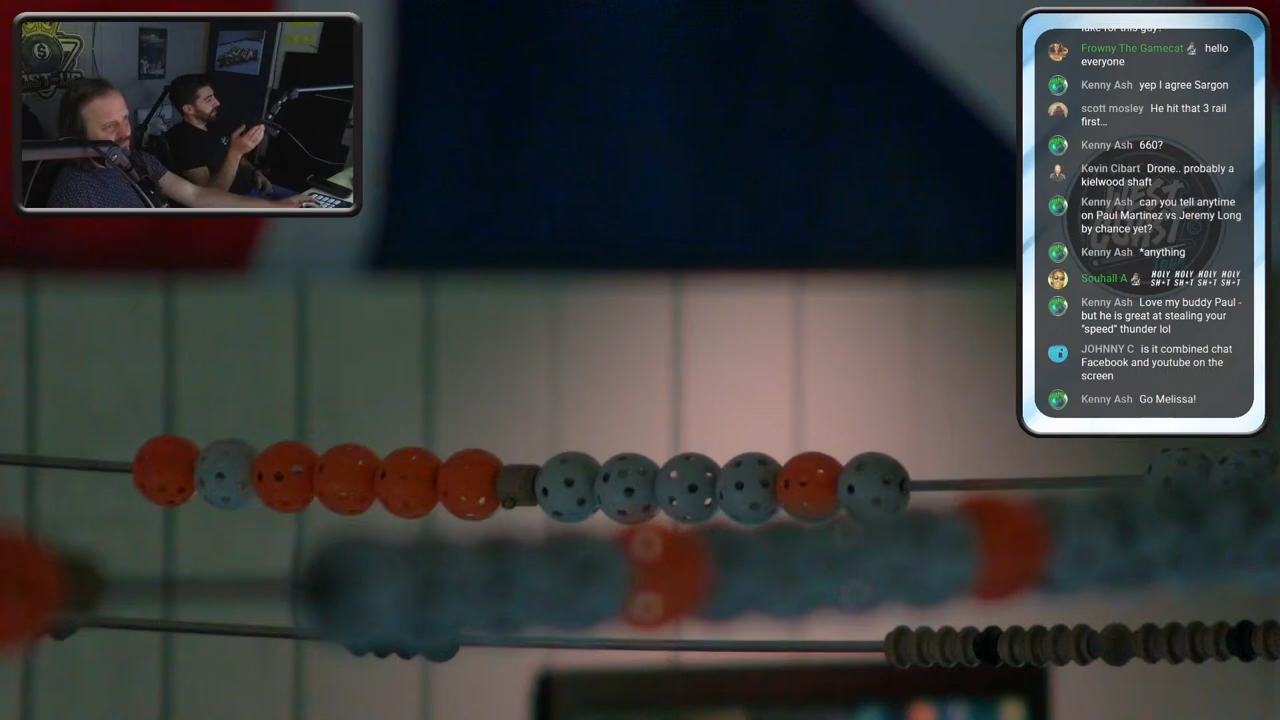 Frowny The Gamecat hello
everyone
Kenny Ash yep I agree Sargon
scott mosley He hit that 3 rail
first...
Kenny Ash 660?
Kevin Cibart Drone.. probably a
kielwood shaft
Kenny Ash can you tell anytime
on Paul Martinez vs Jeremy Long
by chance yet?
Kenny Ash *anything
Souhall A HOLY HOLY HOLY HOLY
SH*T SH*T SH*T SH*T
Kenny Ash Love my buddy Paul -
but he is great at stealing your
"speed" thunder lol
JOHNNY C is it combined chat
Facebook and youtube on the
screen
Kenny Ash Go Melissa!